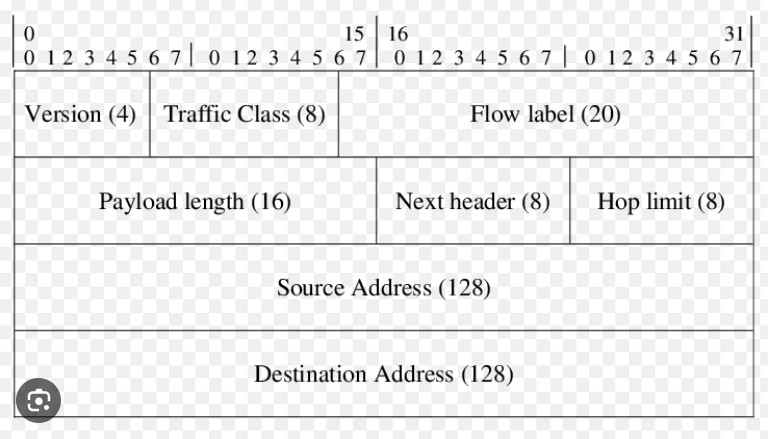 0 15 16 31
0 1 2 3 4 5 6 7 0 1 2 3 4 5 6 7 0 1 2 3 4 5 6 7 0 1 2 3 4 5 6 7
Version (4) Traffic Class (8) Flow label (20)
Payload length (16) Next header (8) Hop limit (8)
Source Address (128)
Destination Address (128)